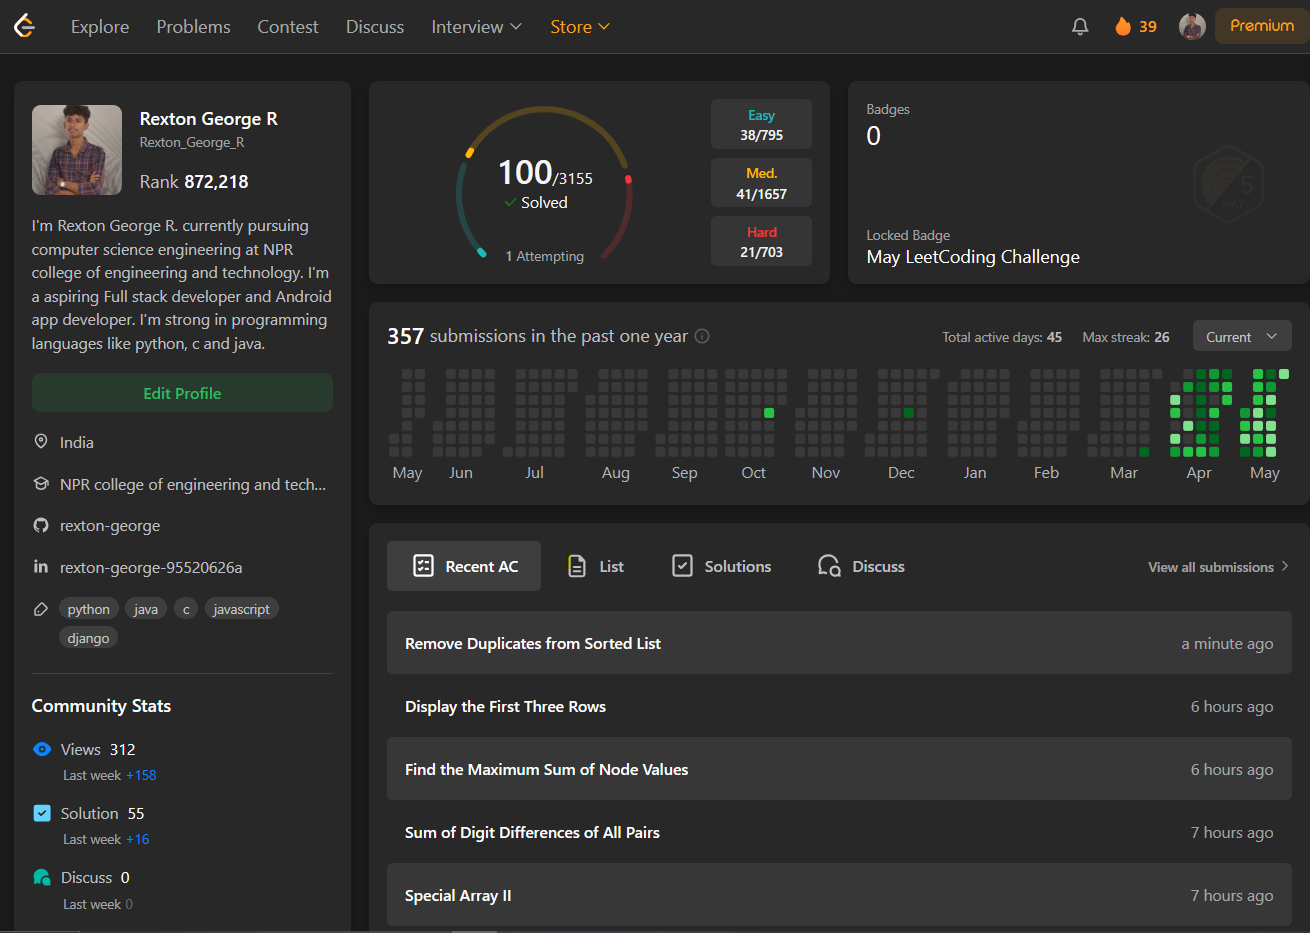 Explore Problems Contest Discuss Interview Store 39 Premium
Rexton George R
Rexton_George_R
Rank 872,218
I'm Rexton George R. currently pursuing
computer science engineering at NPR
college of engineering and technology. I'm
a aspiring Full stack developer and Android
app developer. I'm strong in programming
languages like python, c and java.
Edit Profile
India
NPR college of engineering and tech...
rexton-george
rexton-george-95520626a
python java c javascript
django
Community Stats
Views 312
Last week +158
Solution 55
Last week +16
Discuss 0
Last week 0
100/3155
Solved
1 Attempting
Easy
38/795
Med.
41/1657
Hard
21/703
Badges
0
5
MAY
Locked Badge
May LeetCoding Challenge
357 submissions in the past one year Total active days: 45 Max streak: 26 Current
May Jun Jul Aug Sep Oct Nov Dec Jan Feb Mar Apr May
Recent AC List Solutions Discuss View all submissions
Remove Duplicates from Sorted List a minute ago
Display the First Three Rows 6 hours ago
Find the Maximum Sum of Node Values 6 hours ago
Sum of Digit Differences of All Pairs 7 hours ago
Special Array II 7 hours ago